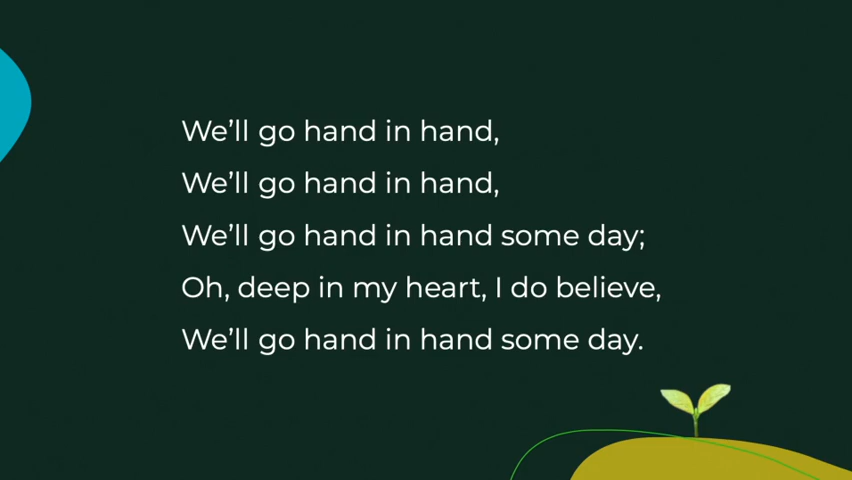 We’ll go hand in hand,
We’ll go hand in hand,
We’ll go hand in hand some day;
Oh, deep in my heart, I do believe,
We’ll go hand in hand some day.